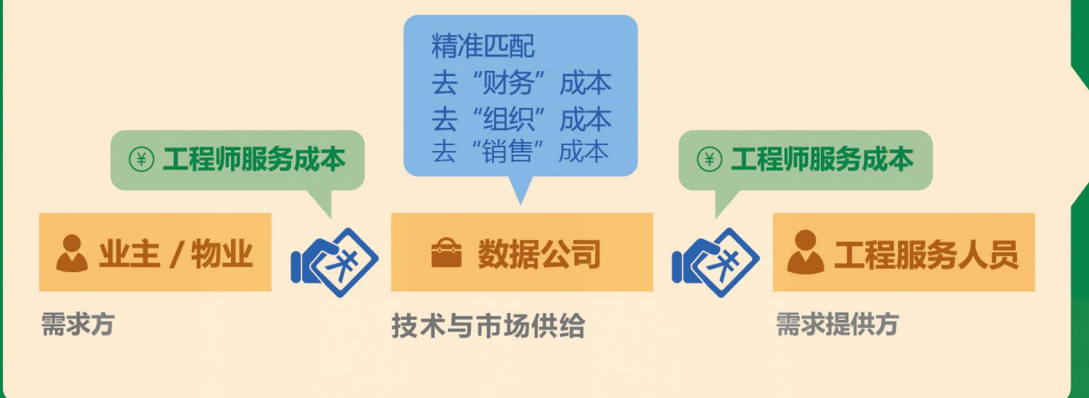 精准匹配
去“财务”成本
去“组织”成本
去“销售”成本
¥ 工程师服务成本
¥ 工程师服务成本
业主/物业
数据公司
工程服务人员
需求方
技术与市场供给
需求提供方